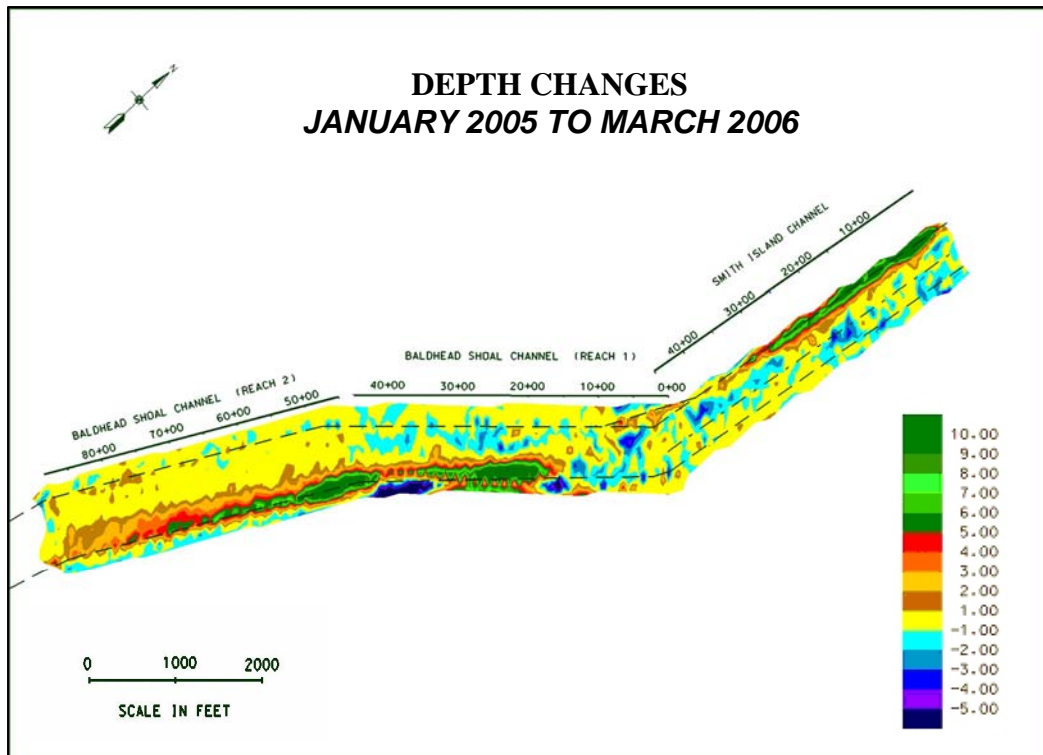 DEPTH CHANGES
JANUARY 2005 TO MARCH 2006
N
SMITH ISLAND CHANNEL
40+00 30+00 20+00 10+00
BALDHEAD SHOAL CHANNEL (REACH 1)
40+00 30+00 20+00 10+00 0+00
BALDHEAD SHOAL CHANNEL (REACH 2)
80+00 70+00 60+00 50+00
10.00
9.00
8.00
7.00
6.00
5.00
4.00
3.00
2.00
1.00
-1.00
-2.00
-3.00
-4.00
-5.00
0 1000 2000
SCALE IN FEET